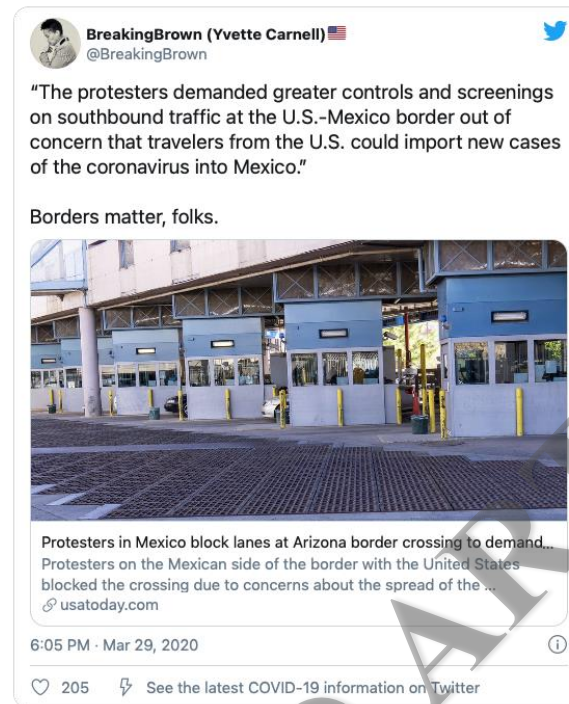 BreakingBrown (Yvette Carnell)🇺🇸
@BreakingBrown
“The protesters demanded greater controls and screenings
on southbound traffic at the U.S.-Mexico border out of
concern that travelers from the U.S. could import new cases
of the coronavirus into Mexico.”
Borders matter, folks.
Protesters in Mexico block lanes at Arizona border crossing to demand...
Protesters on the Mexican side of the border with the United States
blocked the crossing due to concerns about the spread of the ...
usatoday.com
6:05 PM · Mar 29, 2020
205 See the latest COVID-19 information on Twitter